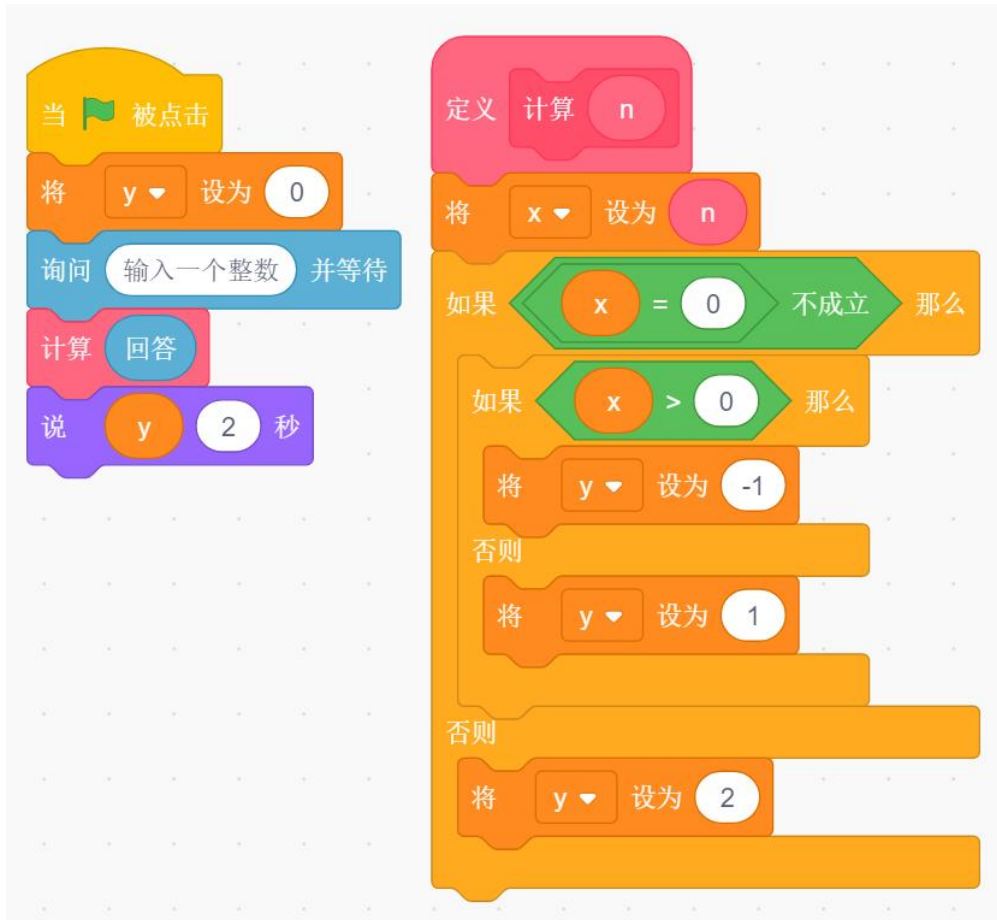 当 被点击
将 y 设为 0
询问 输入一个整数 并等待
计算 回答
说 y 2 秒
定义 计算 n
将 x 设为 n
如果 x = 0 不成立 那么
如果 x > 0 那么
将 y 设为 -1
否则
将 y 设为 1
否则
将 y 设为 2